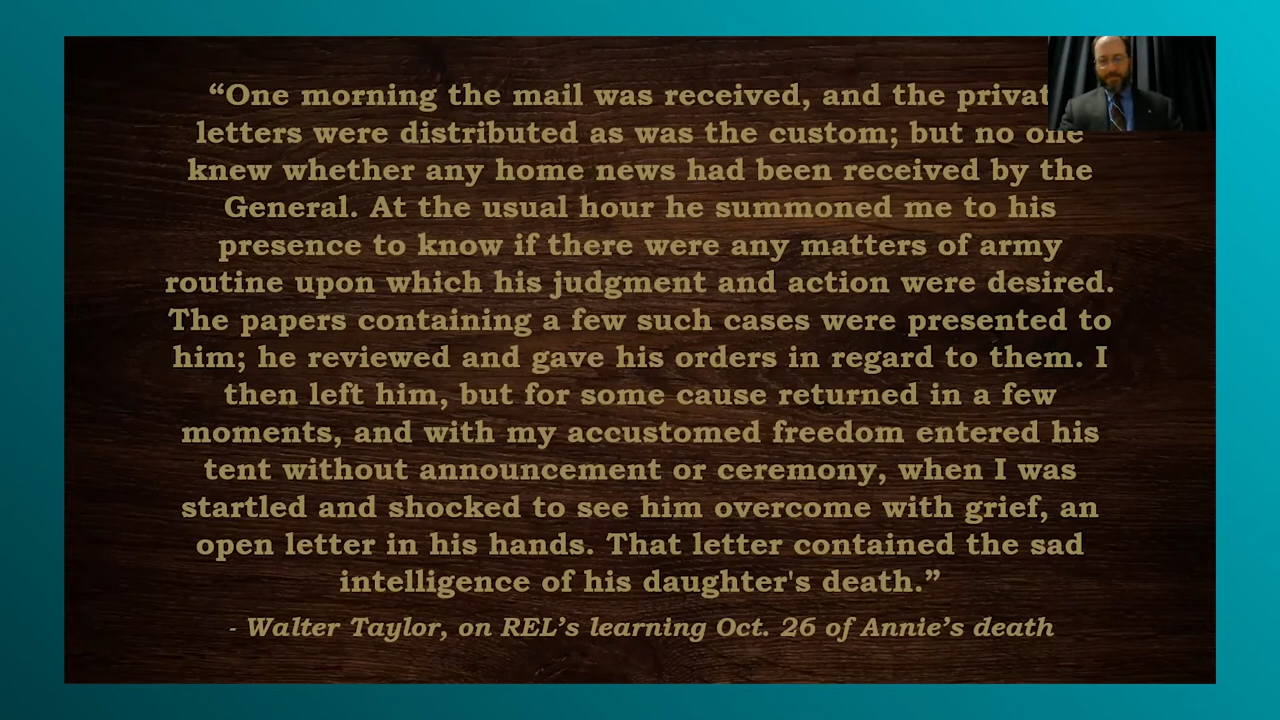 “One morning the mail was received, and the privat
letters were distributed as was the custom; but no one
knew whether any home news had been received by the
General. At the usual hour he summoned me to his
presence to know if there were any matters of army
routine upon which his judgment and action were desired.
The papers containing a few such cases were presented to
him; he reviewed and gave his orders in regard to them. I
then left him, but for some cause returned in a few
moments, and with my accustomed freedom entered his
tent without announcement or ceremony, when I was
startled and shocked to see him overcome with grief, an
open letter in his hands. That letter contained the sad
intelligence of his daughter's death.”
- Walter Taylor, on REL’s learning Oct. 26 of Annie’s death